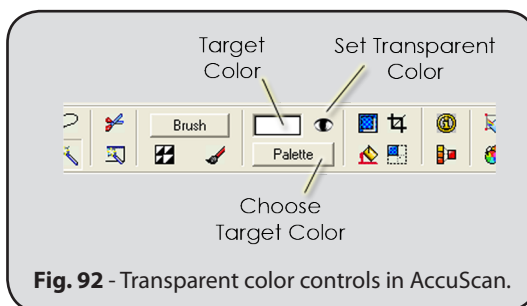 Target
Color
Set Transparent
Color
Brush
Palette
Choose
Target Color
Fig. 92 - Transparent color controls in AccuScan.